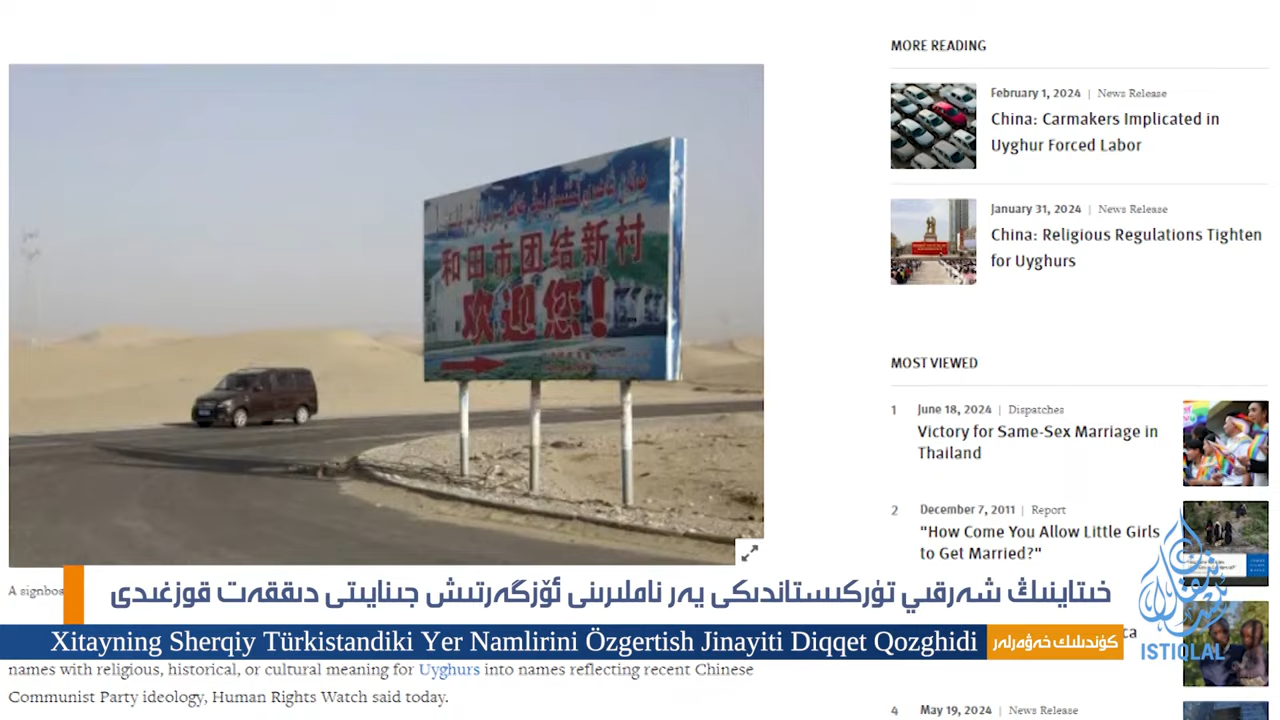 MORE READING
February 1, 2024 | News Release
China: Carmakers Implicated in
Uyghur Forced Labor
January 31, 2024 | News Release
China: Religious Regulations Tighten
for Uyghurs
和田市团结新村
欢迎您!
MOST VIEWED
1 June 18, 2024 | Dispatches
Victory for Same-Sex Marriage in
Thailand
2 December 7, 2011 | Report
"How Come You Allow Little Girls
to Get Married?"
A signbo
خىتاينىڭ شەرقىي تۈركىستاندىكى يەر ناملىرىنى ئۆزگەرتىش جىنايىتى دىققەت قوزغىدى
Xitayning Sherqiy Türkistandiki Yer Namlirini Özgertish Jinayiti Diqqet Qozghidi
كۈندىلىك خەۋەرلەر
ISTIQLAL
names with religious, historical, or cultural meaning for Uyghurs into names reflecting recent Chinese
Communist Party ideology, Human Rights Watch said today.
4 May 19, 2024 | News Release